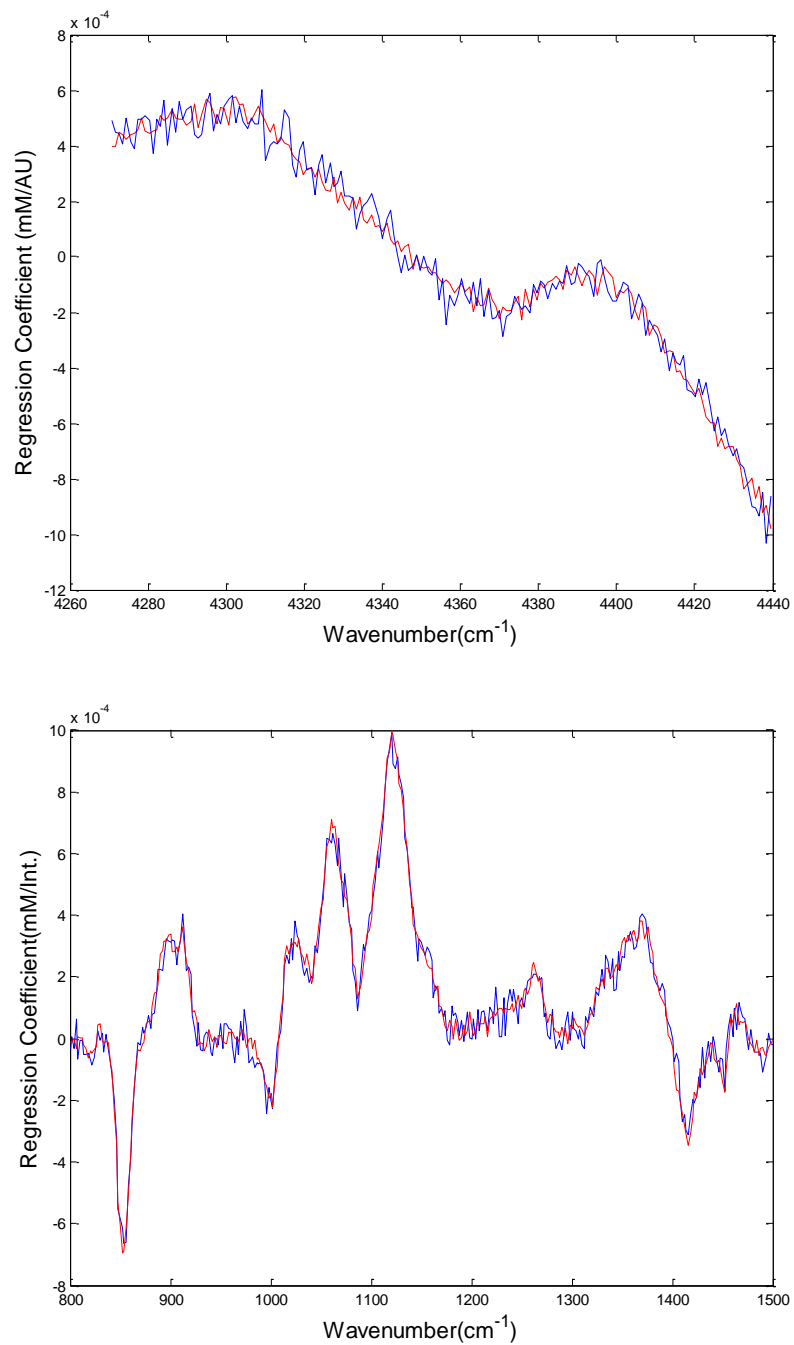 x 10⁻⁴
8
6
4
2
0
-2
-4
-6
-8
-10
-12
4260 4280 4300 4320 4340 4360 4380 4400 4420 4440
Regression Coefficient (mM/AU)
Wavenumber(cm⁻¹)
x 10⁻⁴
10
8
6
4
2
0
-2
-4
-6
-8
800 900 1000 1100 1200 1300 1400 1500
Regression Coefficient(mM/Int.)
Wavenumber(cm⁻¹)